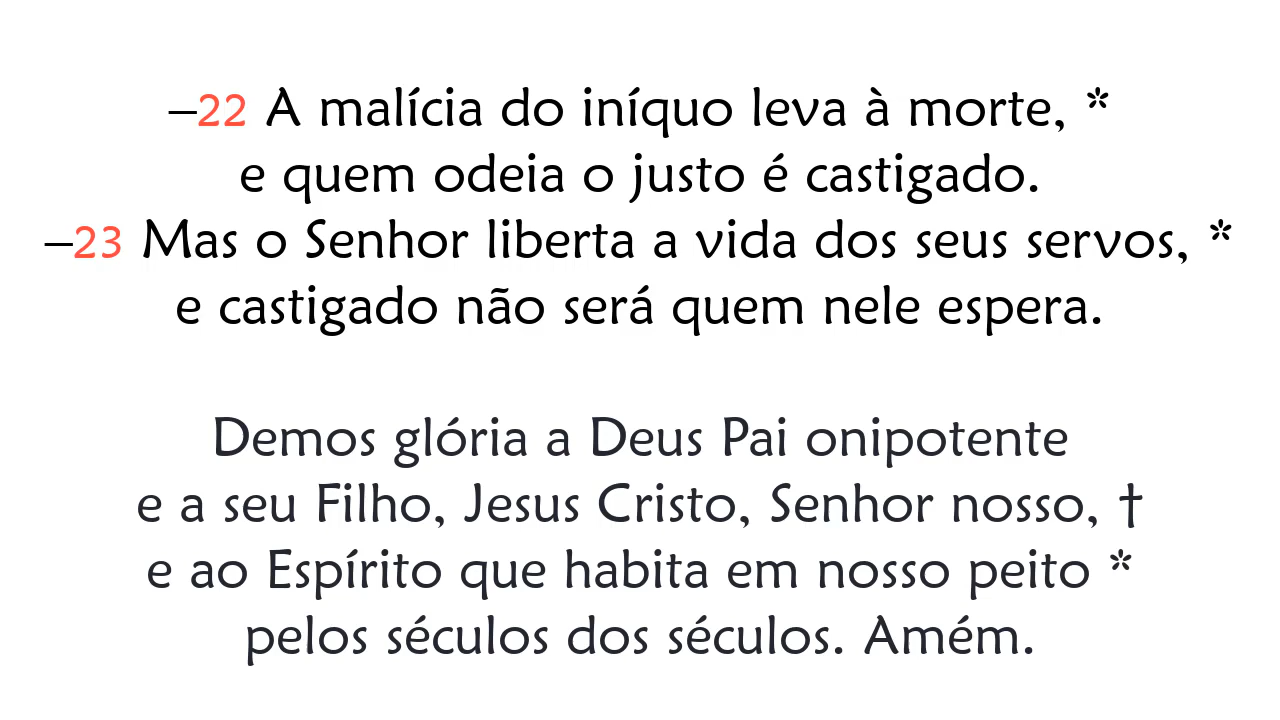 –22 A malícia do iníquo leva à morte, *
e quem odeia o justo é castigado.
–23 Mas o Senhor liberta a vida dos seus servos, *
e castigado não será quem nele espera.
Demos glória a Deus Pai onipotente
e a seu Filho, Jesus Cristo, Senhor nosso, †
e ao Espírito que habita em nosso peito *
pelos séculos dos séculos. Amém.